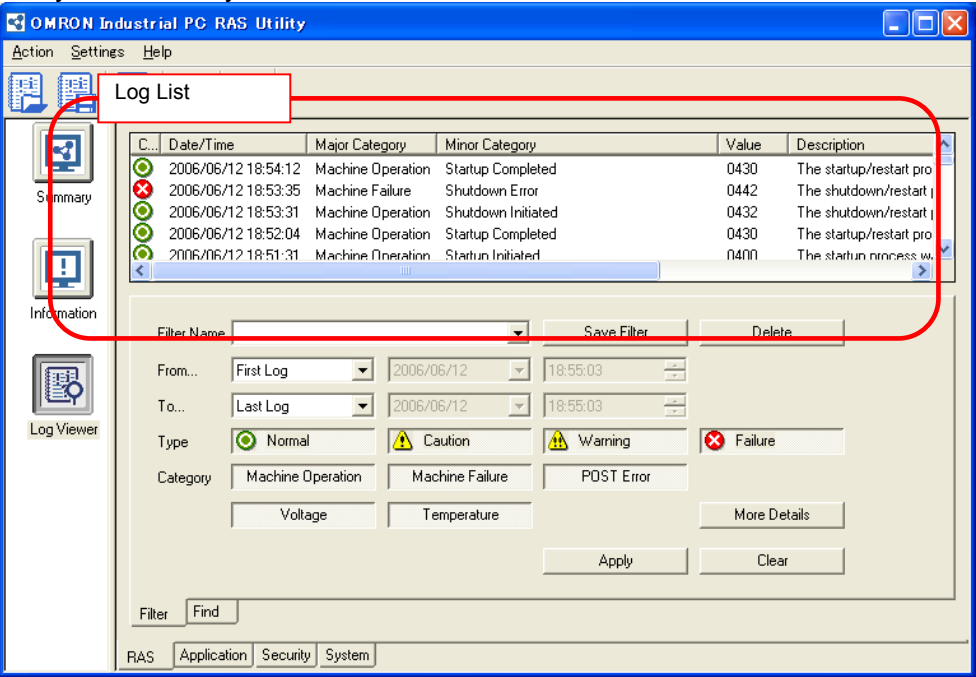 OMRON Industrial PC RAS Utility
Action Settings Help
Log List
C... Date/Time Major Category Minor Category Value Description
2006/06/12 18:54:12 Machine Operation Startup Completed 0430 The startup/restart pro
2006/06/12 18:53:35 Machine Failure Shutdown Error 0442 The shutdown/restart
2006/06/12 18:53:31 Machine Operation Shutdown Initiated 0432 The shutdown/restart
2006/06/12 18:52:04 Machine Operation Startup Completed 0430 The startup/restart pro
2006/06/12 18:51:31 Machine Operation Startup Initiated 0400 The startup process w
Summary
Information
Log Viewer
Filter Name Save Filter Delete
From... First Log 2006/06/12 18:55:03
To... Last Log 2006/06/12 18:55:03
Type Normal Caution Warning Failure
Category Machine Operation Machine Failure POST Error
Voltage Temperature More Details
Apply Clear
Filter Find
RAS Application Security System